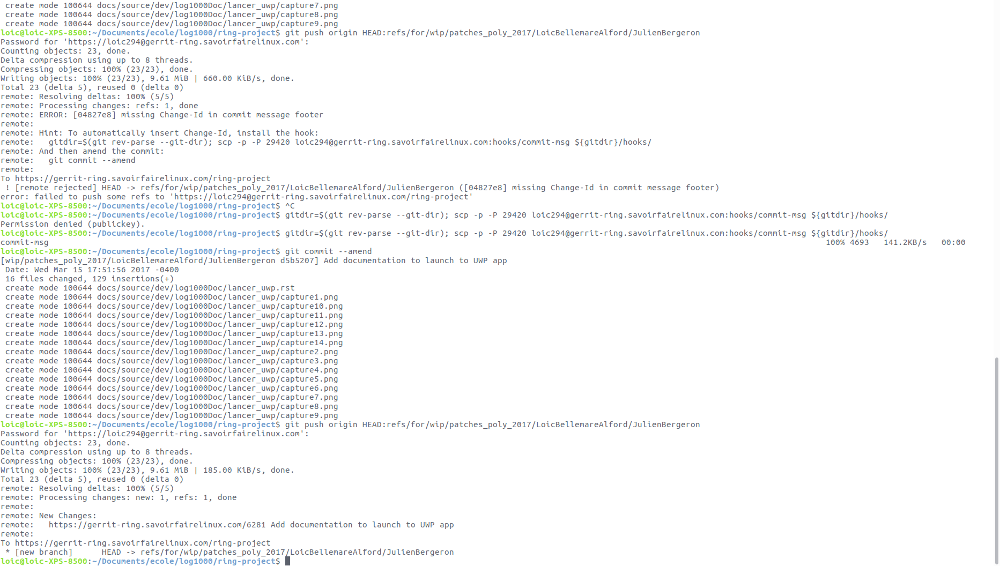 create mode 100644 docs/source/dev/log1000Doc/lancer_uwp/capture7.png
create mode 100644 docs/source/dev/log1000Doc/lancer_uwp/capture8.png
create mode 100644 docs/source/dev/log1000Doc/lancer_uwp/capture9.png
loic@loic-XPS-8500:~/Documents/ecole/log1000/ring-project$ git push origin HEAD:refs/for/wip/patches_poly_2017/LoicBellemareAlford/JulienBergeron
Password for 'https://loic294@gerrit-ring.savoirfairelinux.com':
Counting objects: 23, done.
Delta compression using up to 8 threads.
Compressing objects: 100% (23/23), done.
Writing objects: 100% (23/23), 9.61 MiB | 660.00 KiB/s, done.
Total 23 (delta 5), reused 0 (delta 0)
remote: Resolving deltas: 100% (5/5)
remote: Processing changes: refs: 1, done
remote: ERROR: [04827e8] missing Change-Id in commit message footer
remote:
remote: Hint: To automatically insert Change-Id, install the hook:
remote:   gitdir=$(git rev-parse --git-dir); scp -p -P 29420 loic294@gerrit-ring.savoirfairelinux.com:hooks/commit-msg ${gitdir}/hooks/
remote: And then amend the commit:
remote:   git commit --amend
remote:
To https://gerrit-ring.savoirfairelinux.com/ring-project
 ! [remote rejected] HEAD -> refs/for/wip/patches_poly_2017/LoicBellemareAlford/JulienBergeron ([04827e8] missing Change-Id in commit message footer)
error: failed to push some refs to 'https://loic294@gerrit-ring.savoirfairelinux.com/ring-project'
loic@loic-XPS-8500:~/Documents/ecole/log1000/ring-project$ ^C
loic@loic-XPS-8500:~/Documents/ecole/log1000/ring-project$ gitdir=$(git rev-parse --git-dir); scp -p -P 29420 loic294@gerrit-ring.savoirfairelinux.com:hooks/commit-msg ${gitdir}/hooks/
Permission denied (publickey).
loic@loic-XPS-8500:~/Documents/ecole/log1000/ring-project$ gitdir=$(git rev-parse --git-dir); scp -p -P 29420 loic294@gerrit-ring.savoirfairelinux.com:hooks/commit-msg ${gitdir}/hooks/
commit-msg 100% 4693 141.2KB/s 00:00
loic@loic-XPS-8500:~/Documents/ecole/log1000/ring-project$ git commit --amend
[wip/patches_poly_2017/LoicBellemareAlford/JulienBergeron d5b5207] Add documentation to launch to UWP app
 Date: Wed Mar 15 17:51:56 2017 -0400
 16 files changed, 129 insertions(+)
 create mode 100644 docs/source/dev/log1000Doc/lancer_uwp.rst
 create mode 100644 docs/source/dev/log1000Doc/lancer_uwp/capture1.png
 create mode 100644 docs/source/dev/log1000Doc/lancer_uwp/capture10.png
 create mode 100644 docs/source/dev/log1000Doc/lancer_uwp/capture11.png
 create mode 100644 docs/source/dev/log1000Doc/lancer_uwp/capture12.png
 create mode 100644 docs/source/dev/log1000Doc/lancer_uwp/capture13.png
 create mode 100644 docs/source/dev/log1000Doc/lancer_uwp/capture14.png
 create mode 100644 docs/source/dev/log1000Doc/lancer_uwp/capture2.png
 create mode 100644 docs/source/dev/log1000Doc/lancer_uwp/capture3.png
 create mode 100644 docs/source/dev/log1000Doc/lancer_uwp/capture4.png
 create mode 100644 docs/source/dev/log1000Doc/lancer_uwp/capture5.png
 create mode 100644 docs/source/dev/log1000Doc/lancer_uwp/capture6.png
 create mode 100644 docs/source/dev/log1000Doc/lancer_uwp/capture7.png
 create mode 100644 docs/source/dev/log1000Doc/lancer_uwp/capture8.png
 create mode 100644 docs/source/dev/log1000Doc/lancer_uwp/capture9.png
loic@loic-XPS-8500:~/Documents/ecole/log1000/ring-project$ git push origin HEAD:refs/for/wip/patches_poly_2017/LoicBellemareAlford/JulienBergeron
Password for 'https://loic294@gerrit-ring.savoirfairelinux.com':
Counting objects: 23, done.
Delta compression using up to 8 threads.
Compressing objects: 100% (23/23), done.
Writing objects: 100% (23/23), 9.61 MiB | 185.00 KiB/s, done.
Total 23 (delta 5), reused 0 (delta 0)
remote: Resolving deltas: 100% (5/5)
remote: Processing changes: new: 1, refs: 1, done
remote:
remote: New Changes:
remote:   https://gerrit-ring.savoirfairelinux.com/6281 Add documentation to launch to UWP app
remote:
To https://gerrit-ring.savoirfairelinux.com/ring-project
 * [new branch]      HEAD -> refs/for/wip/patches_poly_2017/LoicBellemareAlford/JulienBergeron
loic@loic-XPS-8500:~/Documents/ecole/log1000/ring-project$